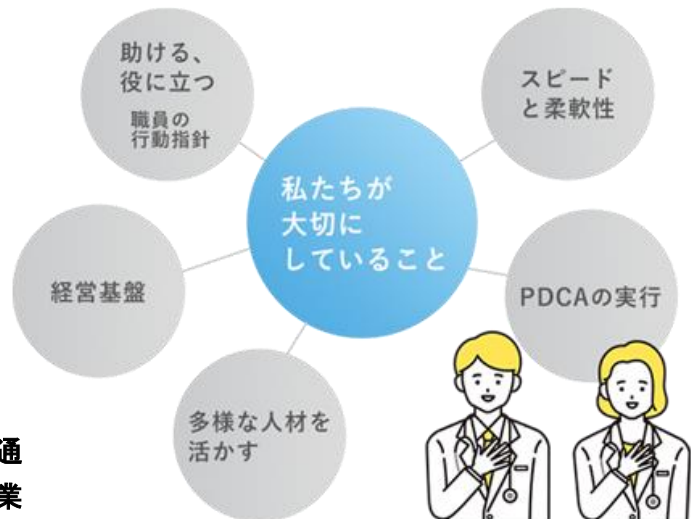 助ける、
役に立つ
職員の
行動指針
スピード
と柔軟性
私たちが
大切に
していること
経営基盤
PDCAの実行
多様な人材を
活かす
通
業